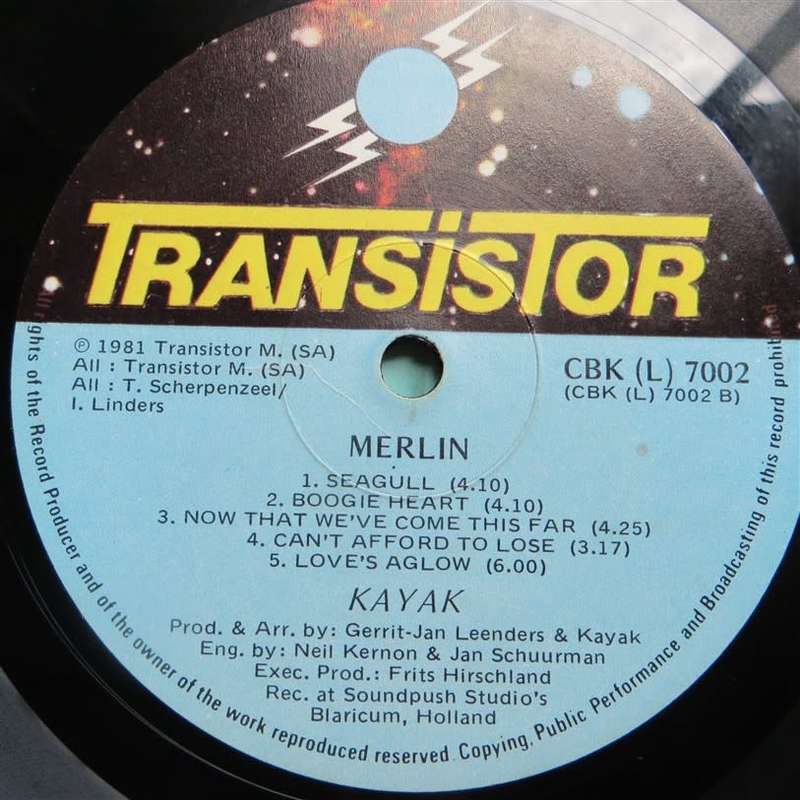 TRANSISTOR
℗ 1981 Transistor M. (SA)
All : Transistor M. (SA)
All : T. Scherpenzeel/
I. Linders
CBK (L) 7002
(CBK (L) 7002 B)
MERLIN
1. SEAGULL (4.10)
2. BOOGIE HEART (4.10)
3. NOW THAT WE'VE COME THIS FAR (4.25)
4. CAN'T AFFORD TO LOSE (3.17)
5. LOVE'S AGLOW (6.00)
KAYAK
Prod. & Arr. by: Gerrit-Jan Leenders & Kayak
Eng. by: Neil Kernon & Jan Schuurman
Exec. Prod.: Frits Hirschland
Rec. at Soundpush Studio's
Blaricum, Holland
All rights of the Record Producer and of the owner of the work reproduced reserved. Copying, Public Performance and Broadcasting of this record prohibited